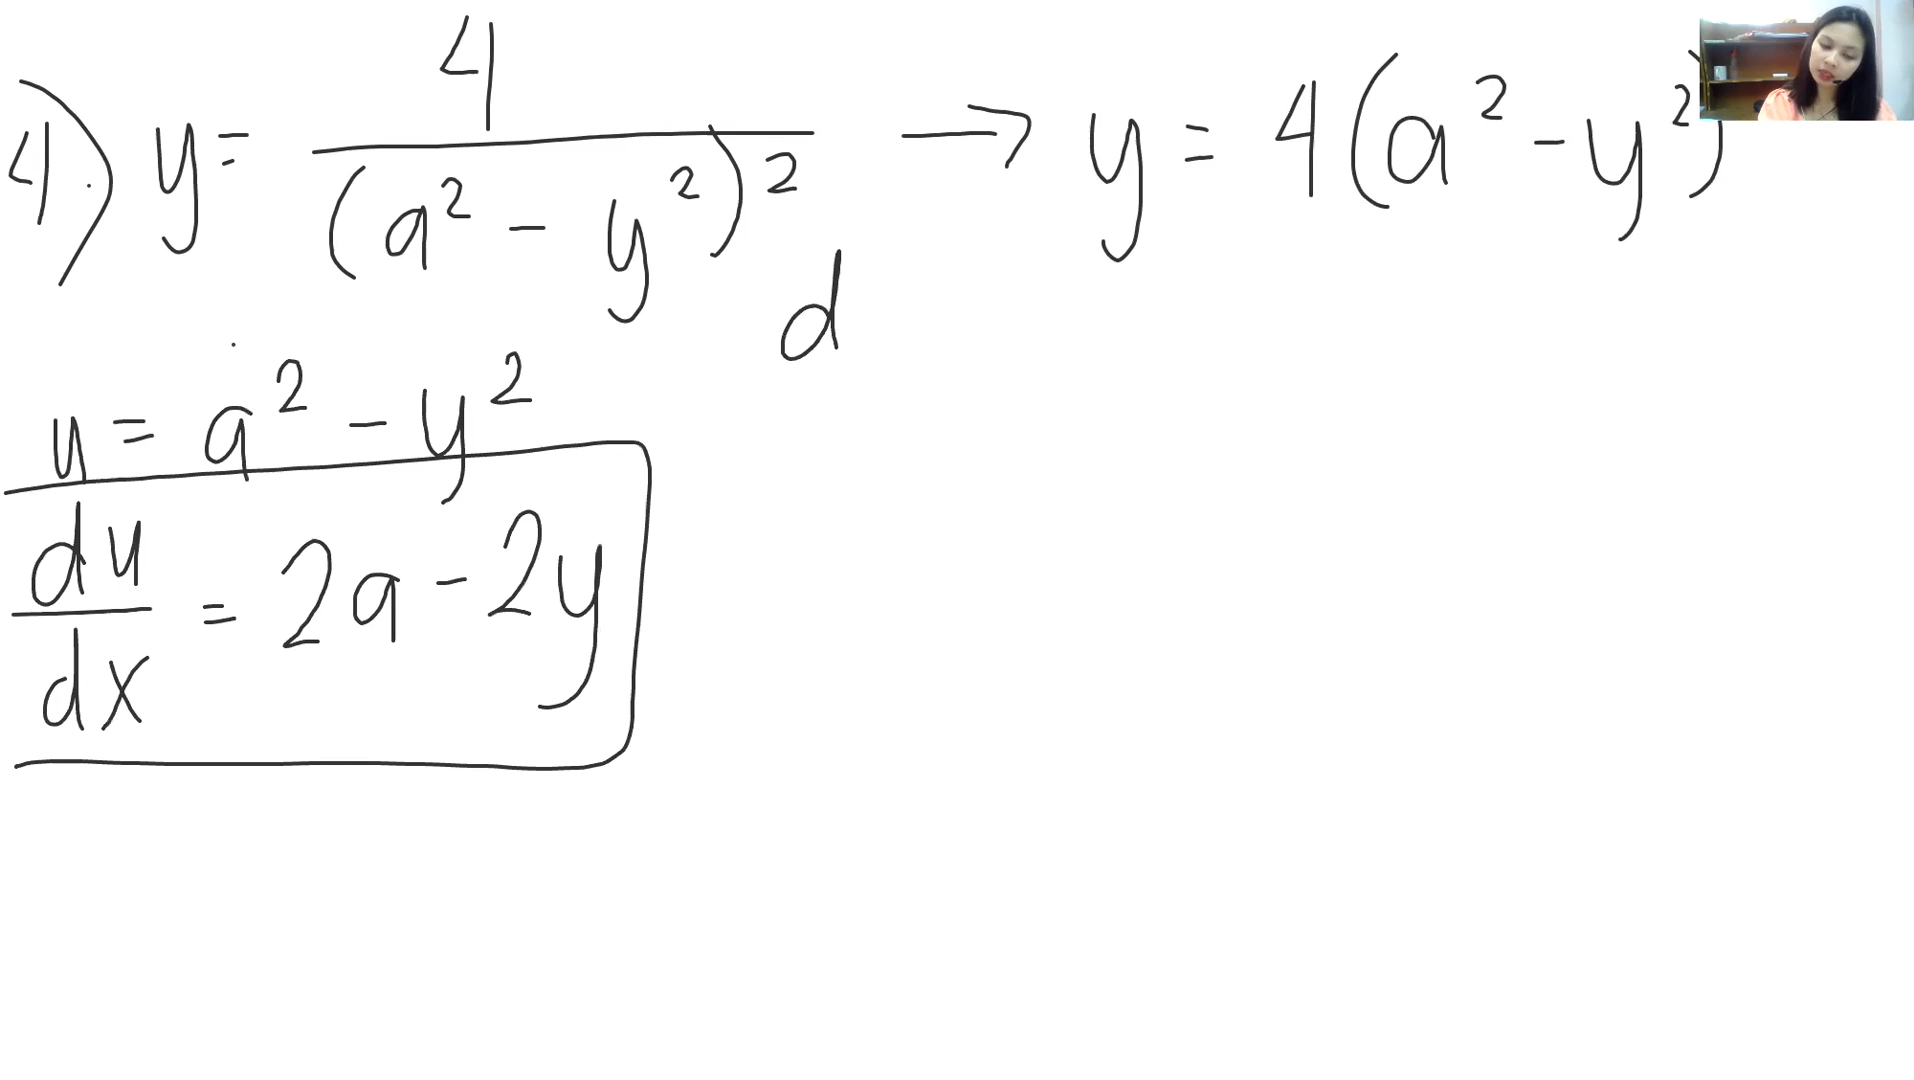 4) y = 4/(a² - y²)² → y = 4(a² - y²)
d
u = a² - y²
du/dx = 2a - 2y